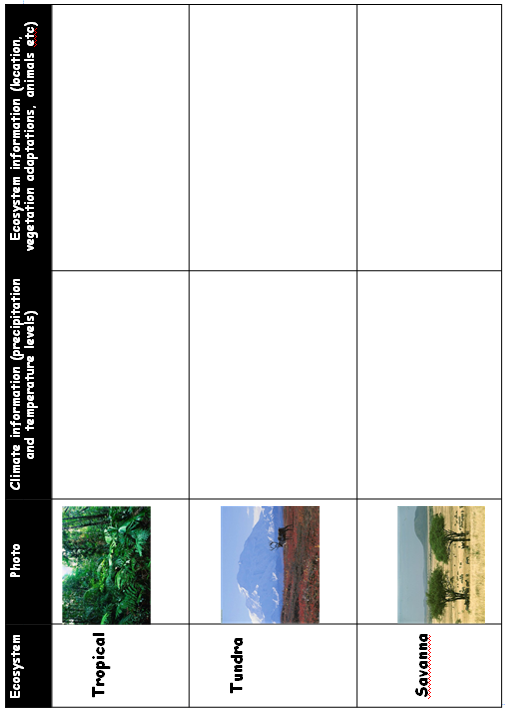 Ecosystem
Photo
Climate information (precipitation
and temperature levels)
Ecosystem information (location,
vegetation adaptations, animals etc)
Tropical
Tundra
Savanna